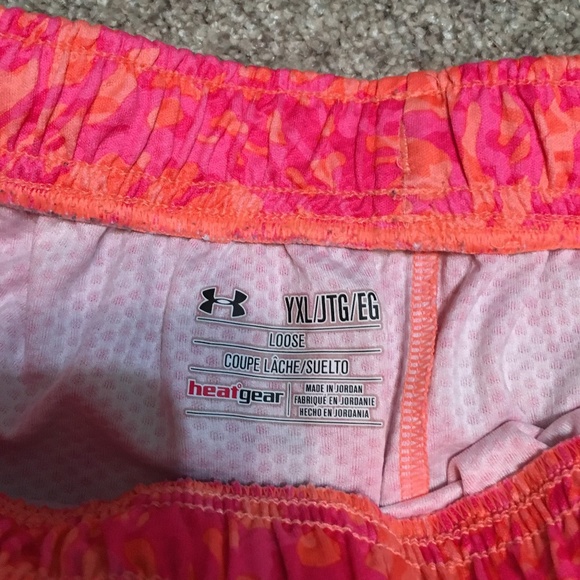 YXL/JTG/EG
LOOSE
COUPE LÂCHE/SUELTO
heatgear
MADE IN JORDAN
FABRIQUÉ EN JORDANIE
HECHO EN JORDANIA